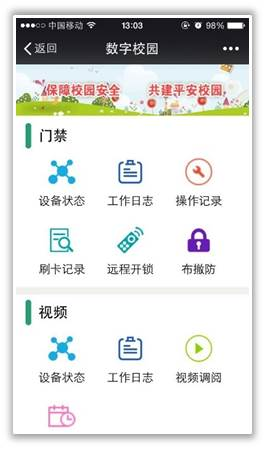 中国移动 13:03 98%
返回 数字校园
保障校园安全 共建平安校园
门禁
设备状态 工作日志 操作记录
刷卡记录 远程开锁 布撤防
视频
设备状态 工作日志 视频调阅